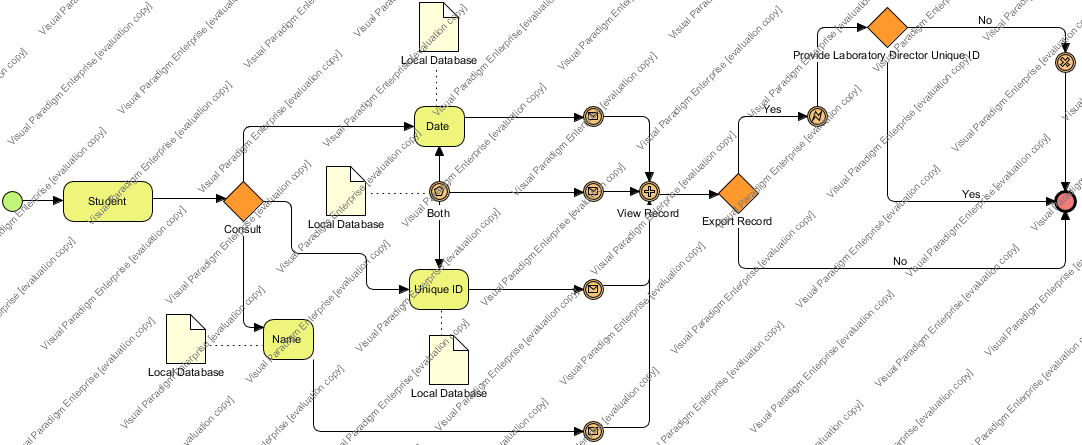 No
Provide Laboratory Director Unique ID
Local Database
Yes
Date
Student
Both
Yes
Local Database
View Record
Export Record
Consult
No
Unique ID
Name
Local Database
Local Database
Visual Paradigm Enterprise [evaluation copy]